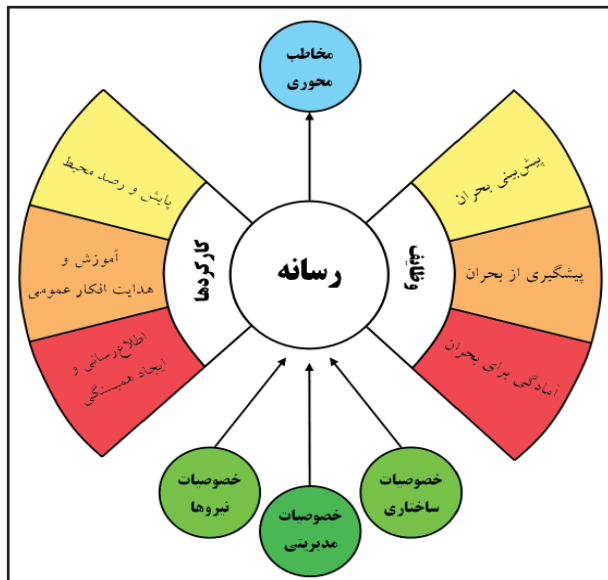 مخاطب
محوری
پیش‌بینی بحران
پیشگیری از بحران
آمادگی برای بحران
وظایف
رسانه
کارکردها
پایش و رصد محیط
آموزش و
هدایت افکار عمومی
اطلاع‌رسانی و
ایجاد همبستگی
خصوصیات
ساختاری
خصوصیات
مدیریتی
خصوصیات
نیروها